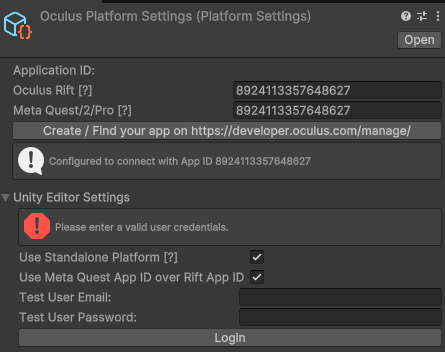 Oculus Platform Settings (Platform Settings)
Open
Application ID:
Oculus Rift [?] 8924113357648627
Meta Quest/2/Pro [?] 8924113357648627
Create / Find your app on https://developer.oculus.com/manage/
Configured to connect with App ID 8924113357648627
Unity Editor Settings
Please enter a valid user credentials.
Use Standalone Platform [?]
Use Meta Quest App ID over Rift App ID
Test User Email:
Test User Password:
Login